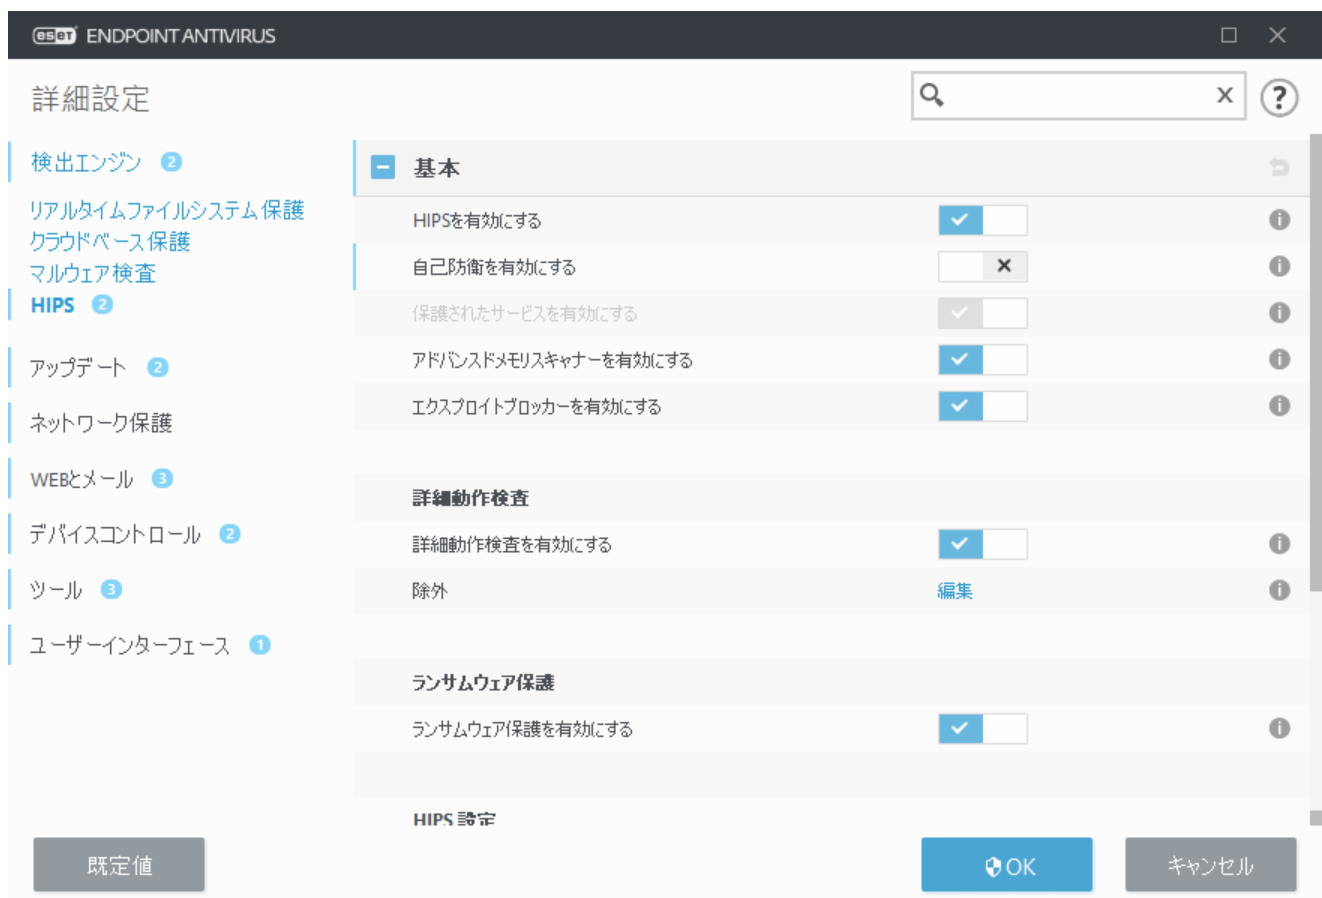 eset ENDPOINT ANTIVIRUS
詳細設定
検出エンジン 2
リアルタイムファイルシステム保護
クラウドベース保護
マルウェア検査
HIPS 2
アップデート 2
ネットワーク保護
WEBとメール 3
デバイスコントロール 2
ツール 3
ユーザーインターフェース 1
基本
HIPSを有効にする
自己防衛を有効にする
保護されたサービスを有効にする
アドバンスドメモリスキャナーを有効にする
エクスプロイトブロッカーを有効にする
詳細動作検査
詳細動作検査を有効にする
除外 編集
ランサムウェア保護
ランサムウェア保護を有効にする
HIPS 設定
既定値 OK キャンセル